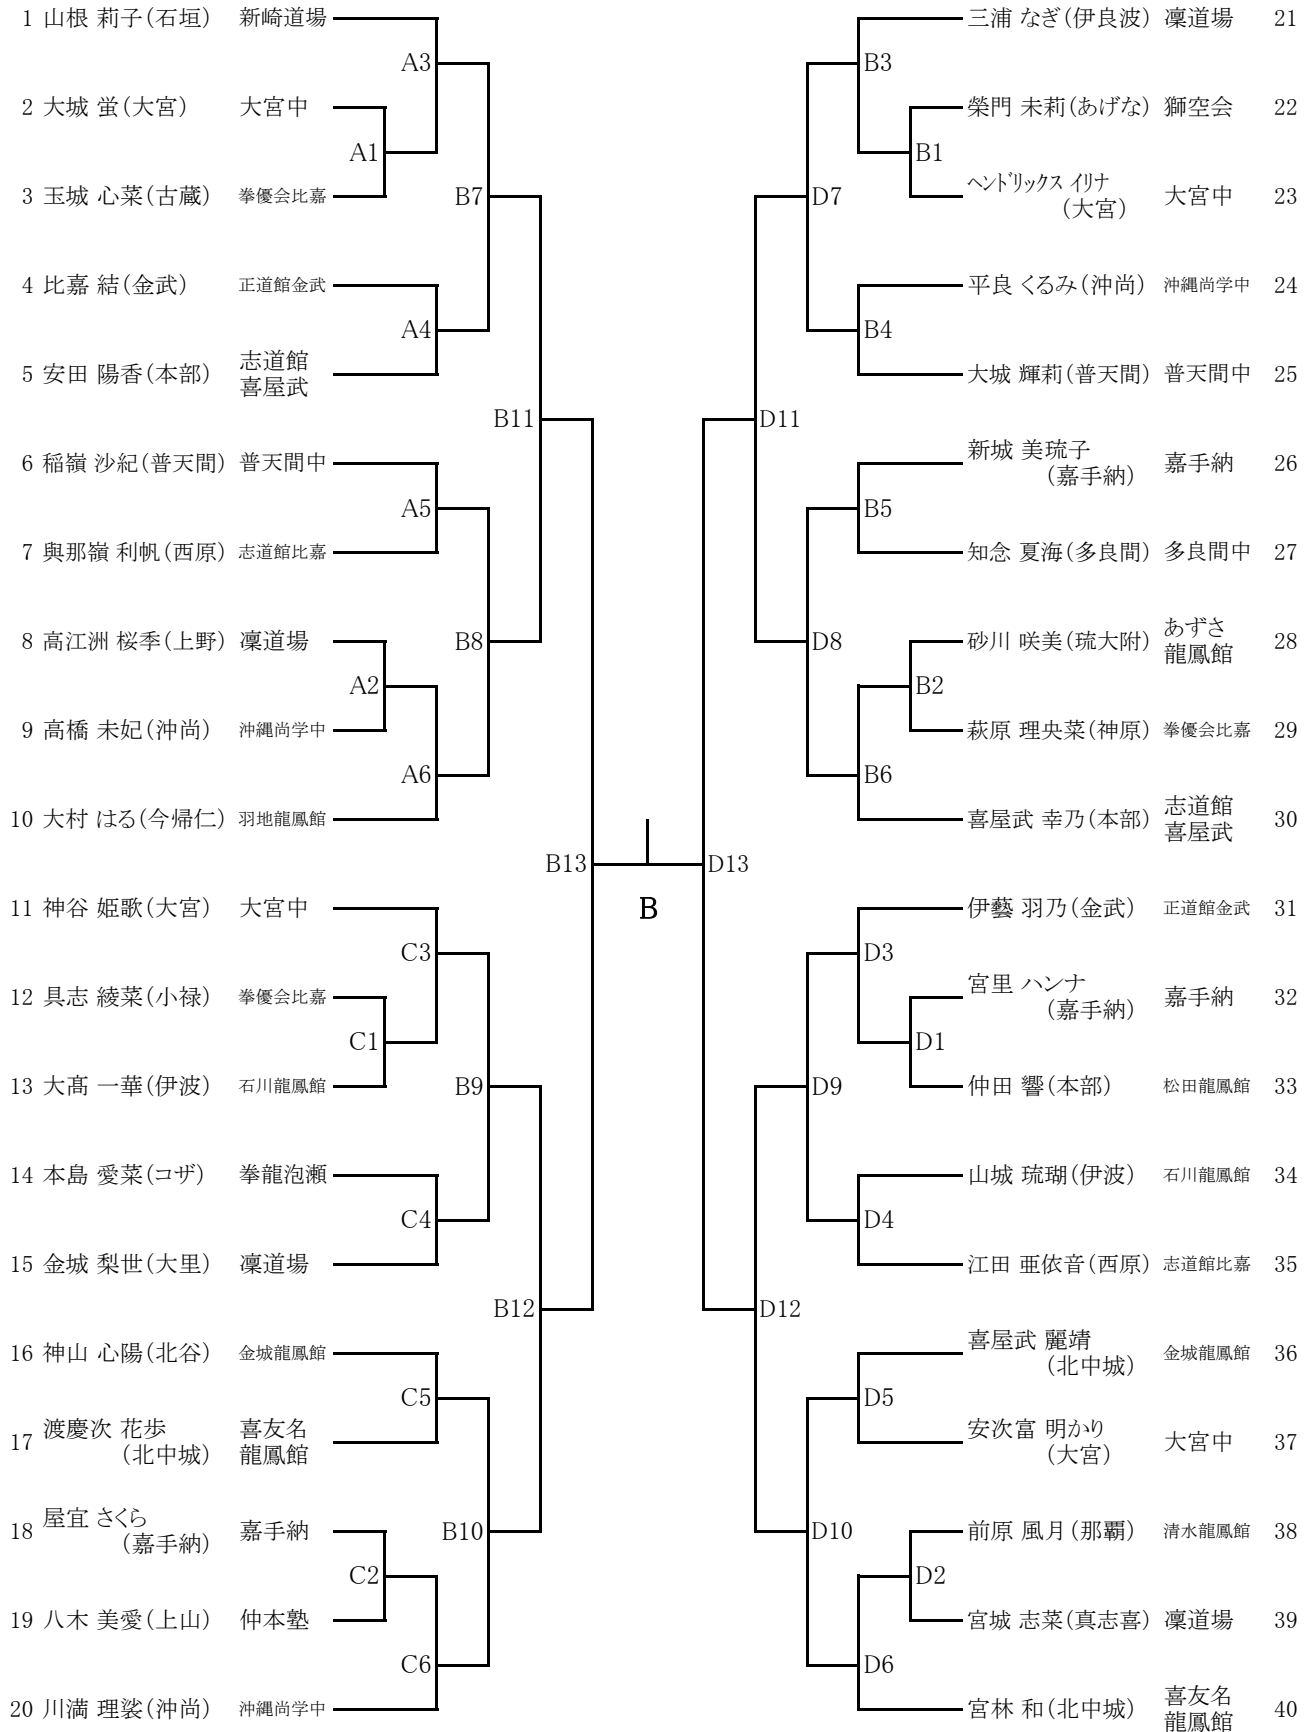 1 山根 莉子(石垣) 新崎道場
A3
2 大城 蛍(大宮) 大宮中
A1
3 玉城 心菜(古蔵) 拳優会比嘉
B7
4 比嘉 結(金武) 正道館金武
A4
5 安田 陽香(本部) 志道館
喜屋武
B11
6 稲嶺 沙紀(普天間) 普天間中
A5
7 與那嶺 利帆(西原) 志道館比嘉
8 高江洲 桜季(上野) 凜道場
B8
A2
9 高橋 未妃(沖尚) 沖縄尚学中
A6
10 大村 はる(今帰仁) 羽地龍鳳館
B13
11 神谷 姫歌(大宮) 大宮中
C3
12 具志 綾菜(小禄) 拳優会比嘉
C1
13 大髙 一華(伊波) 石川龍鳳館
B9
14 本島 愛菜(コザ) 拳龍泡瀬
C4
15 金城 梨世(大里) 凜道場
B12
16 神山 心陽(北谷) 金城龍鳳館
C5
17 渡慶次 花歩
(北中城)
喜友名
龍鳳館
18 屋宜 さくら
(嘉手納)
嘉手納
B10
C2
19 八木 美愛(上山) 仲本塾
C6
20 川満 理裟(沖尚) 沖縄尚学中
B
三浦 なぎ(伊良波) 凜道場 21
B3
榮門 未莉(あげな) 獅空会 22
B1
ヘンドリックス イリナ
(大宮)
大宮中 23
D7
平良 くるみ(沖尚) 沖縄尚学中 24
B4
大城 輝莉(普天間) 普天間中 25
D11
新城 美琉子
(嘉手納)
嘉手納 26
B5
知念 夏海(多良間) 多良間中 27
D8
砂川 咲美(琉大附) あずさ
龍鳳館
28
B2
萩原 理央菜(神原) 拳優会比嘉 29
B6
喜屋武 幸乃(本部) 志道館
喜屋武
30
D13
伊藝 羽乃(金武) 正道館金武 31
D3
宮里 ハンナ
(嘉手納)
嘉手納 32
D1
仲田 響(本部) 松田龍鳳館 33
D9
山城 琉瑚(伊波) 石川龍鳳館 34
D4
江田 亜依音(西原) 志道館比嘉 35
D12
喜屋武 麗靖
(北中城)
金城龍鳳館 36
D5
安次富 明かり
(大宮)
大宮中 37
D10
前原 風月(那覇) 清水龍鳳館 38
D2
宮城 志菜(真志喜) 凜道場 39
D6
宮林 和(北中城) 喜友名
龍鳳館
40